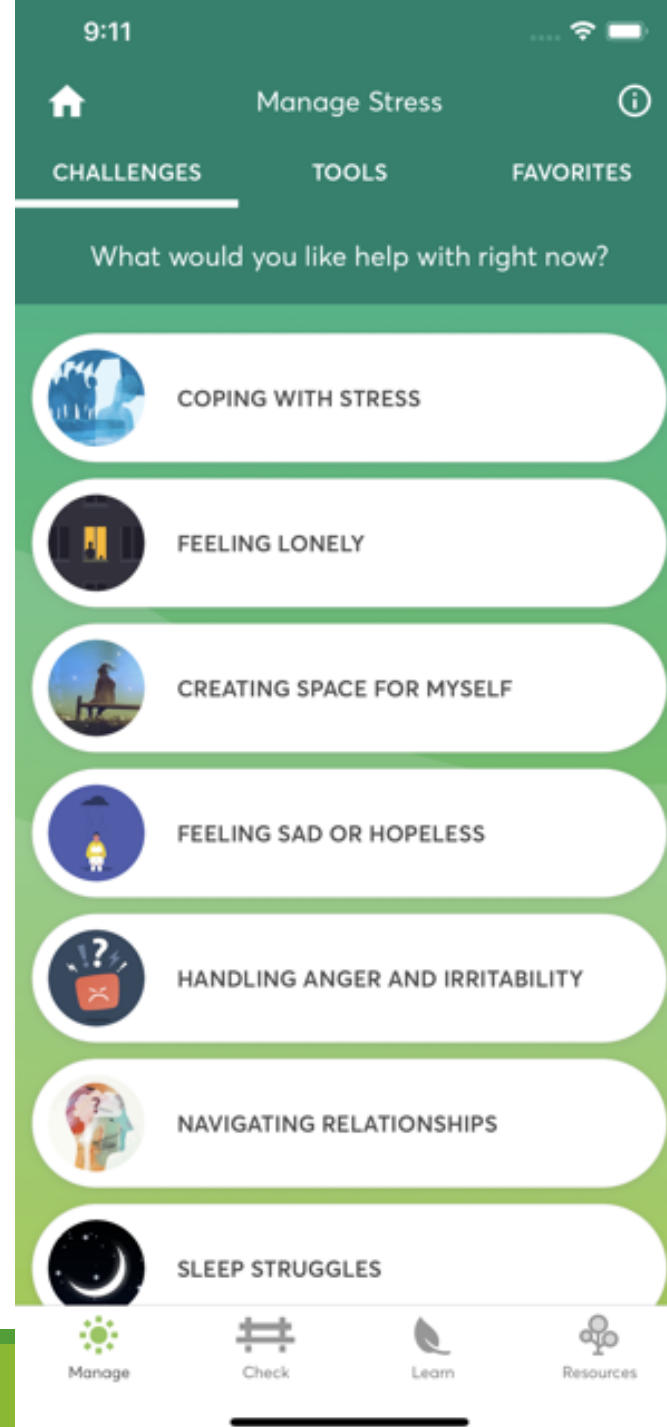 9:11
Manage Stress
CHALLENGES TOOLS FAVORITES
What would you like help with right now?
COPING WITH STRESS
FEELING LONELY
CREATING SPACE FOR MYSELF
FEELING SAD OR HOPELESS
HANDLING ANGER AND IRRITABILITY
NAVIGATING RELATIONSHIPS
SLEEP STRUGGLES
Manage Check Learn Resources